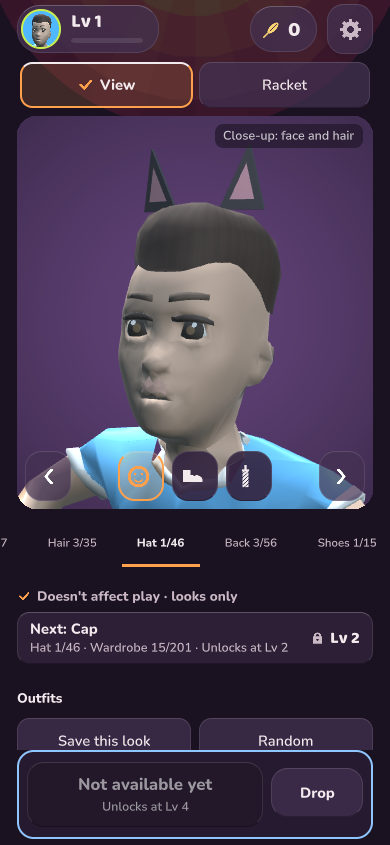 Lv 1
0
View
Racket
Close-up: face and hair
7
Hair 3/35
Hat 1/46
Back 3/56
Shoes 1/15
Doesn't affect play · looks only
Next: Cap
Hat 1/46 · Wardrobe 15/201 · Unlocks at Lv 2
Lv 2
Outfits
Save this look
Random
Not available yet
Unlocks at Lv 4
Drop